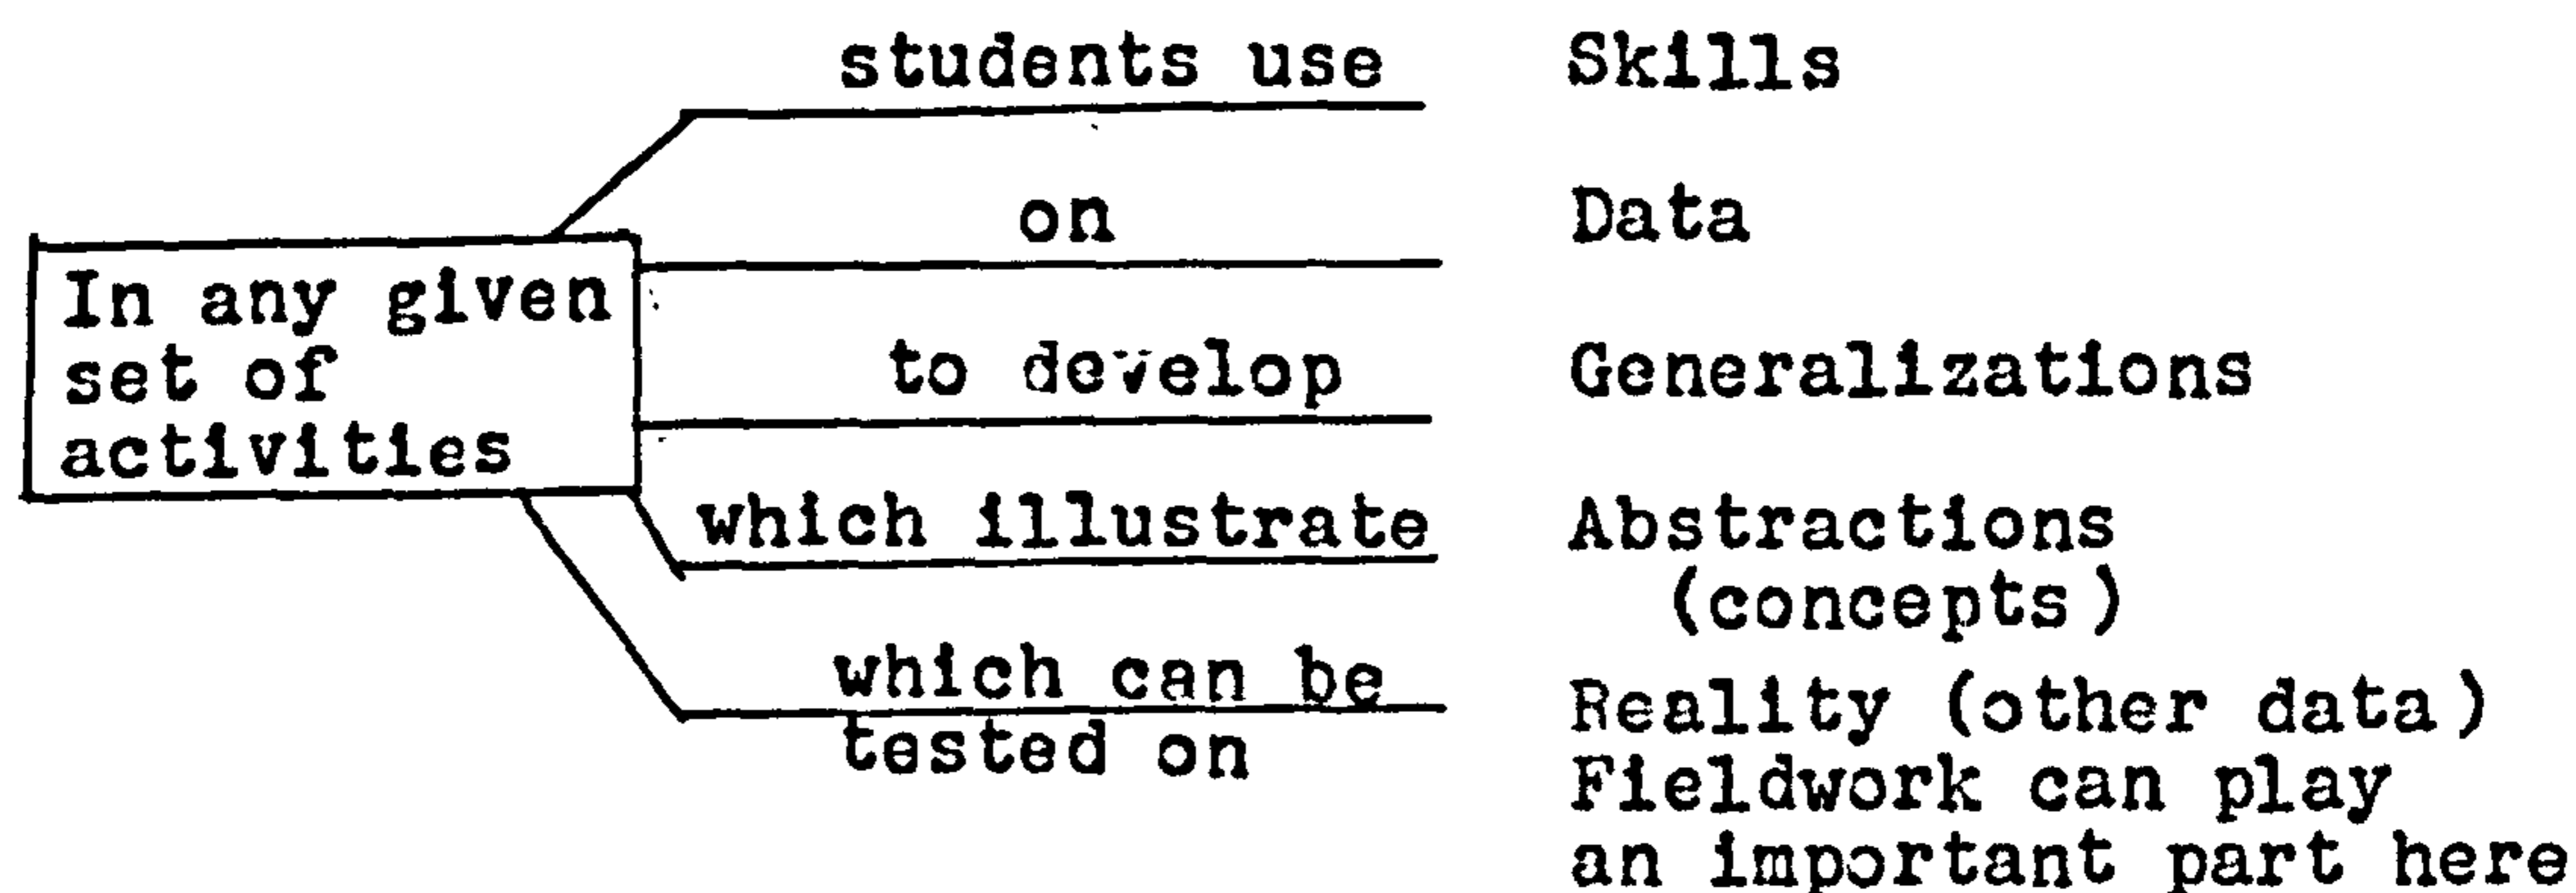 students use Skills
on Data
In any given
set of
activities
to develop Generalizations
which illustrate Abstractions
(concepts)
which can be
tested on
Reality (other data)
Fieldwork can play
an important part here